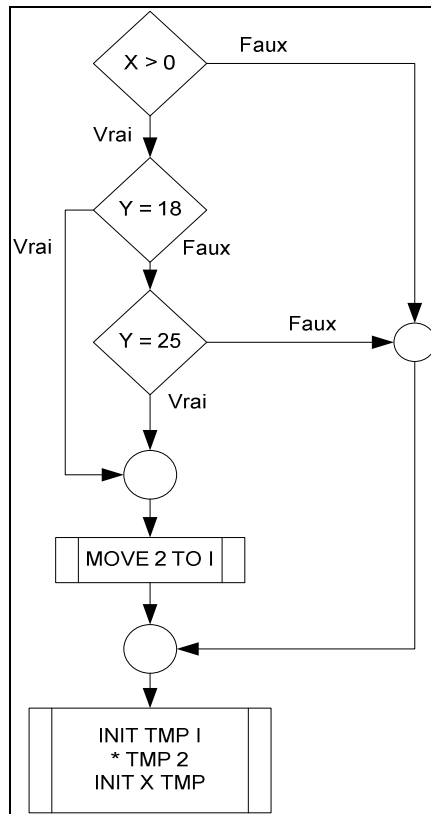 X > 0
Faux
Vrai
Y = 18
Vrai
Faux
Y = 25
Faux
Vrai
MOVE 2 TO I
INIT TMP I
* TMP 2
INIT X TMP